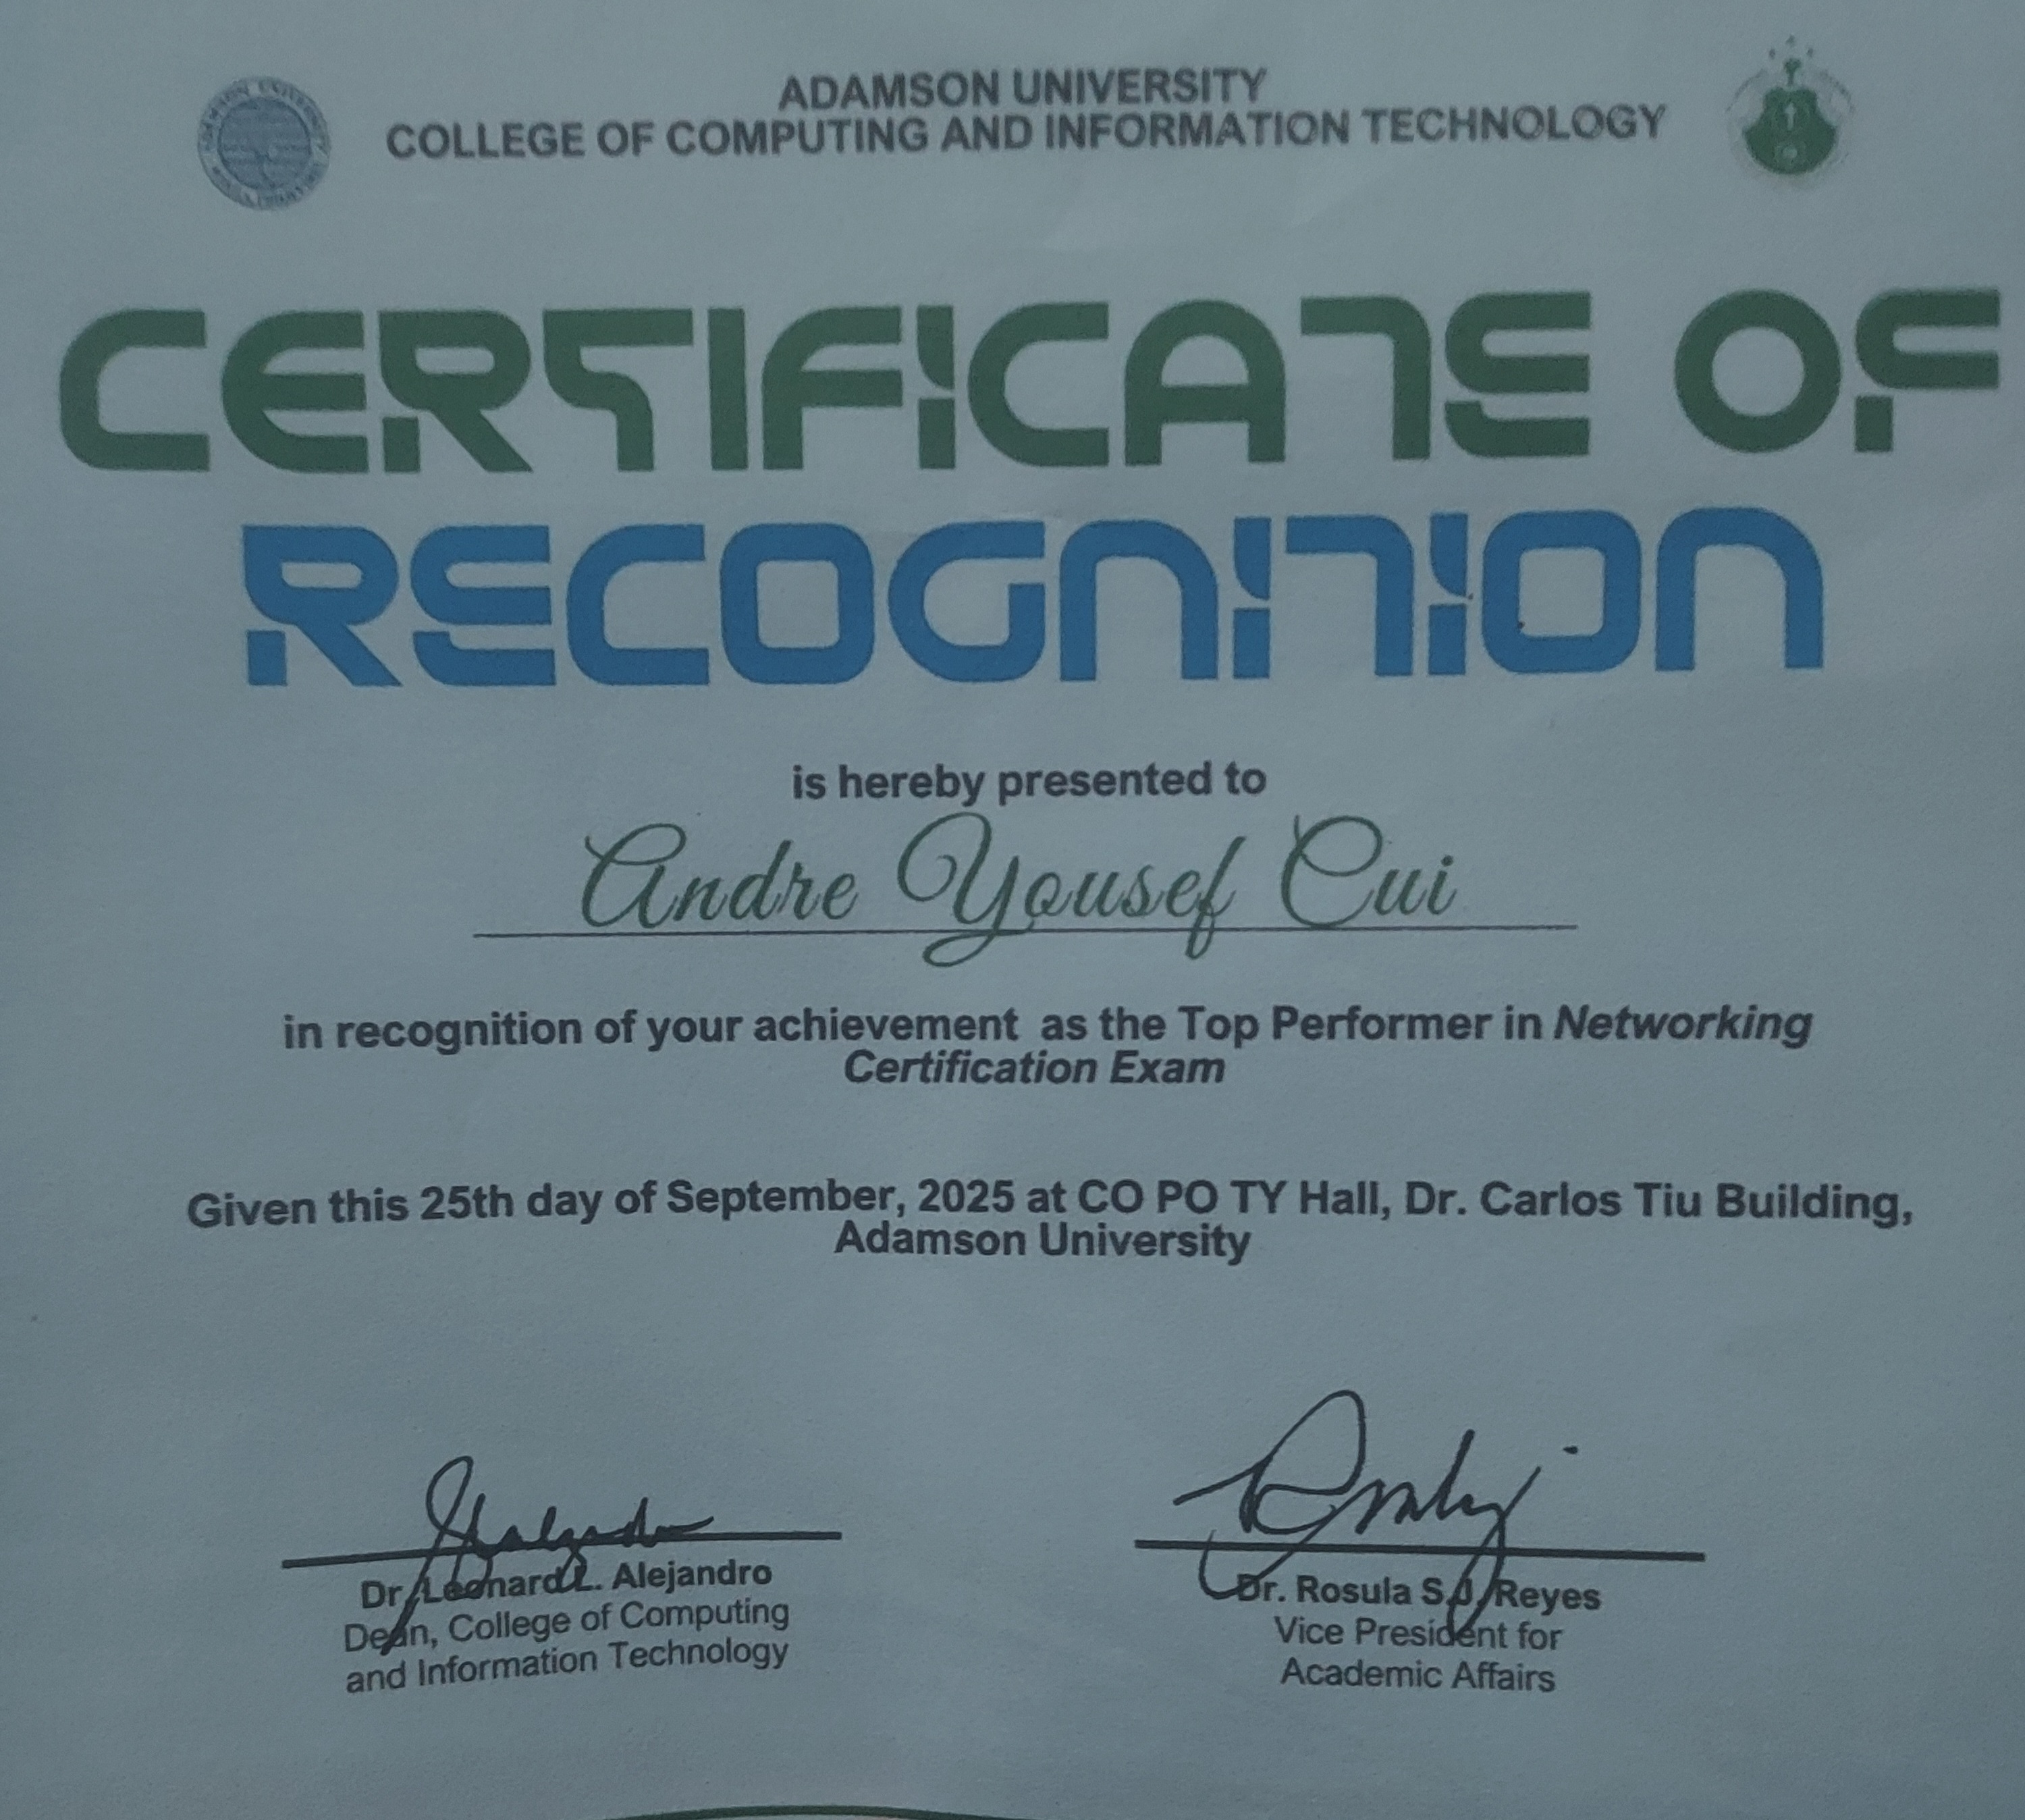 ADAMSON UNIVERSITY
COLLEGE OF COMPUTING AND INFORMATION TECHNOLOGY
CERTIFICATE OF
RECOGNITION
is hereby presented to
Andre Yousef Cui
in recognition of your achievement as the Top Performer in Networking
Certification Exam
Given this 25th day of September, 2025 at CO PO TY Hall, Dr. Carlos Tiu Building,
Adamson University
Dr. Leonard L. Alejandro
Dean, College of Computing
and Information Technology
Dr. Rosula S.J. Reyes
Vice President for
Academic Affairs